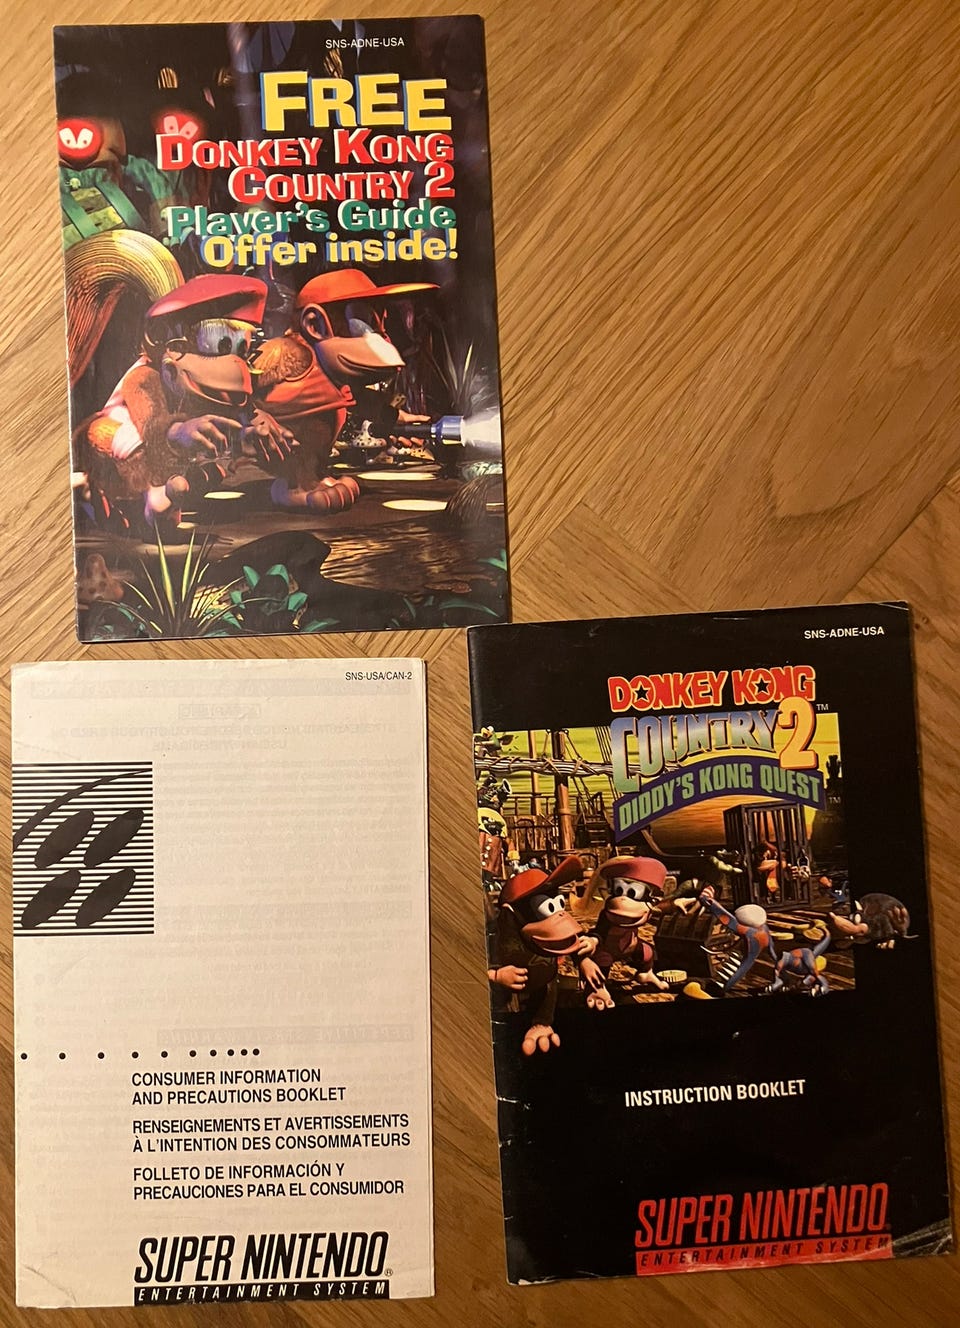 SNS-ADNE-USA
FREE
DONKEY KONG
COUNTRY 2
Player's Guide
Offer inside!
SNS-USA/CAN-2
CONSUMER INFORMATION
AND PRECAUTIONS BOOKLET
RENSEIGNEMENTS ET AVERTISSEMENTS
À L'INTENTION DES CONSOMMATEURS
FOLLETO DE INFORMACIÓN Y
PRECAUCIONES PARA EL CONSUMIDOR
SUPER NINTENDO®
ENTERTAINMENT SYSTEM
SNS-ADNE-USA
DONKEY KONG
COUNTRY 2™
DIDDY'S KONG QUEST™
INSTRUCTION BOOKLET
SUPER NINTENDO
ENTERTAINMENT SYSTEM